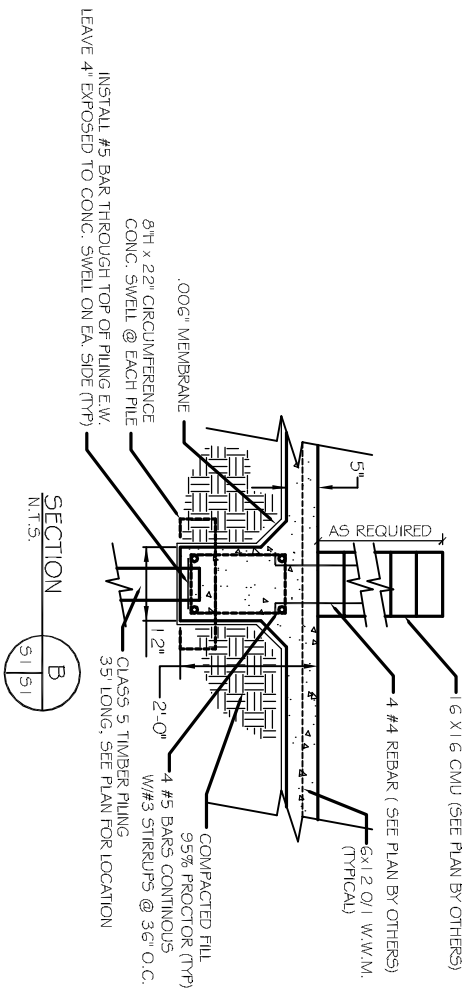 16 X 16 CMU (SEE PLAN BY OTHERS)
4 #4 REBAR ( SEE PLAN BY OTHERS)
6x12 0/1 W.W.M.
(TYPICAL)
AS REQUIRED
5"
.006" MEMBRANE
8"H x 22" CIRCUMFERENCE
CONC. SWELL @ EACH PILE
INSTALL #5 BAR THROUGH TOP OF PILING E.W.
LEAVE 4" EXPOSED TO CONC. SWELL ON EA. SIDE (TYP)
12"
2'-0"
COMPACTED FILL
95% PROCTOR (TYP)
4 #5 BARS CONTINOUS
W/#3 STIRRUPS @ 36" O.C.
CLASS 5 TIMBER PILING
35' LONG, SEE PLAN FOR LOCATION
SECTION
N.T.S.
B
S1 S1